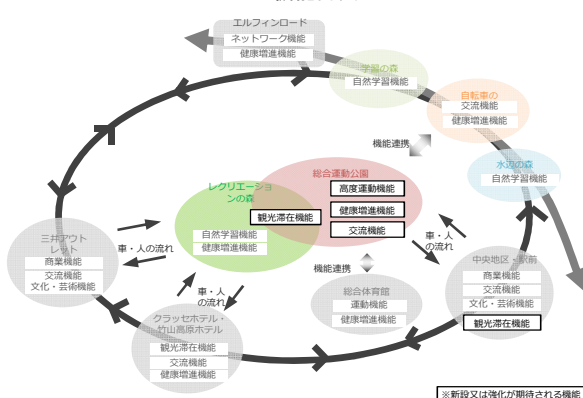 エルフィンロード
ネットワーク機能
健康増進機能
学習の森
自然学習機能
自転車の
交流機能
健康増進機能
水辺の森
自然学習機能
機能連携
総合運動公園
高度運動機能
健康増進機能
交流機能
レクリエーショ
ンの森
観光滞在機能
自然学習機能
健康増進機能
三井アウト
レット
商業機能
交流機能
文化・芸術機能
車・人の流れ
車・人
の流れ
車・人
の流れ
機能連携
総合体育館
運動機能
健康増進機能
中央地区・駅前
商業機能
交流機能
文化・芸術機能
観光滞在機能
クラッセホテル・
竹山高原ホテル
観光滞在機能
交流機能
健康増進機能
※新設又は強化が期待される機能